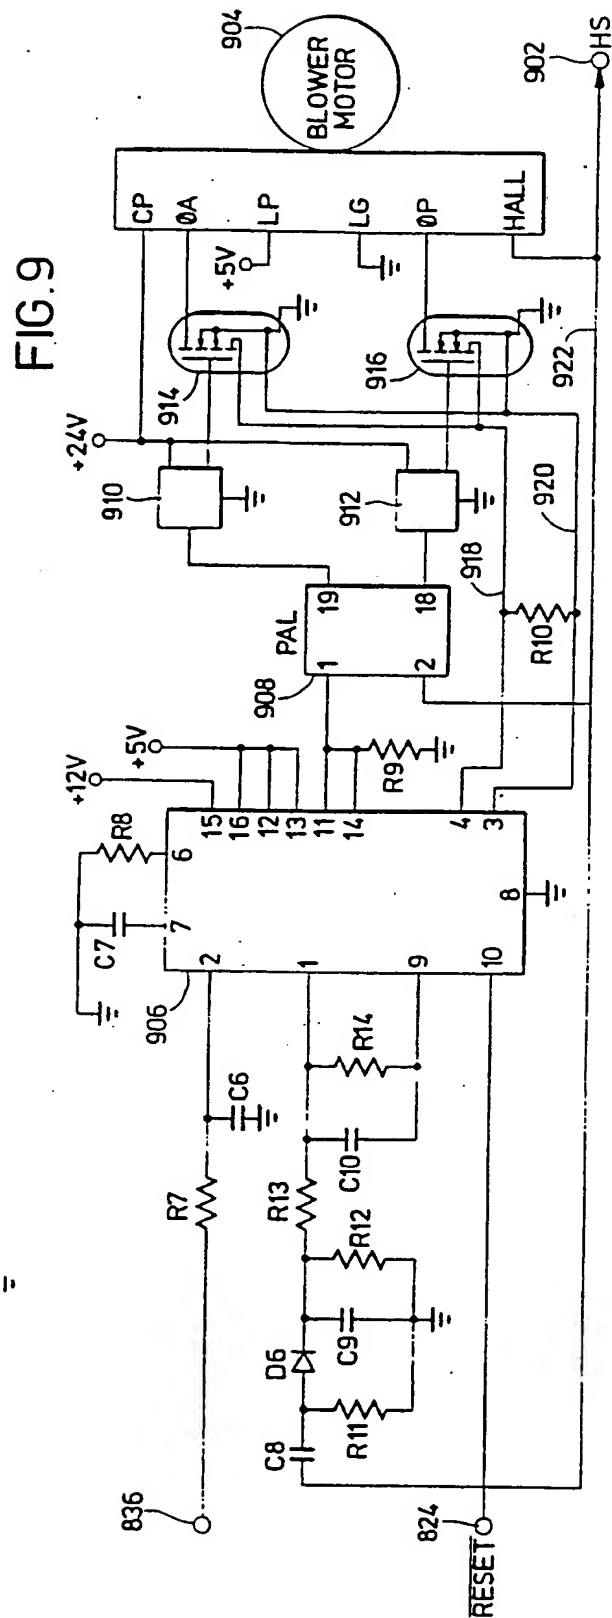 FIG.9
904
BLOWER
MOTOR
CP
ØA
LP
LG
ØP
HALL
902
HS
+5V
914
916
922
+24V
910
912
918
920
PAL
908
19
18
1
2
R10
+12V
+5V
R9
15
16
12
13
11
14
4
3
R8
6
C7
7
8
906
2
1
9
10
R7
C6
R14
C10
R13
R12
C9
D6
R11
C8
836
824
RESET